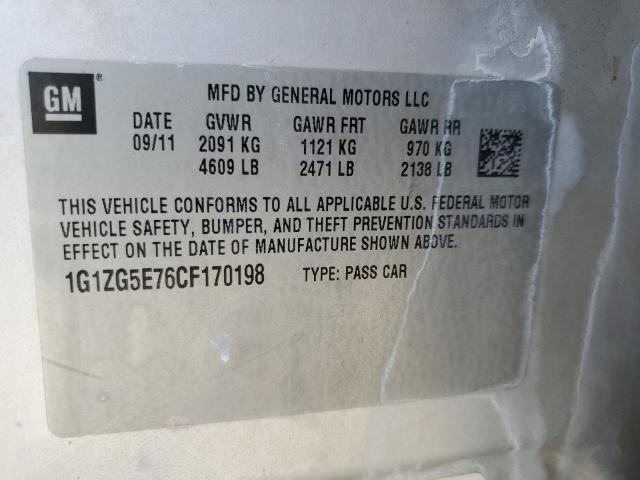 GM ®
MFD BY GENERAL MOTORS LLC
DATE GVWR GAWR FRT GAWR RR
09/11 2091 KG 1121 KG 970 KG
4609 LB 2471 LB 2138 LB
THIS VEHICLE CONFORMS TO ALL APPLICABLE U.S. FEDERAL MOTOR
VEHICLE SAFETY, BUMPER, AND THEFT PREVENTION STANDARDS IN
EFFECT ON THE DATE OF MANUFACTURE SHOWN ABOVE.
1G1ZG5E76CF170198 TYPE: PASS CAR